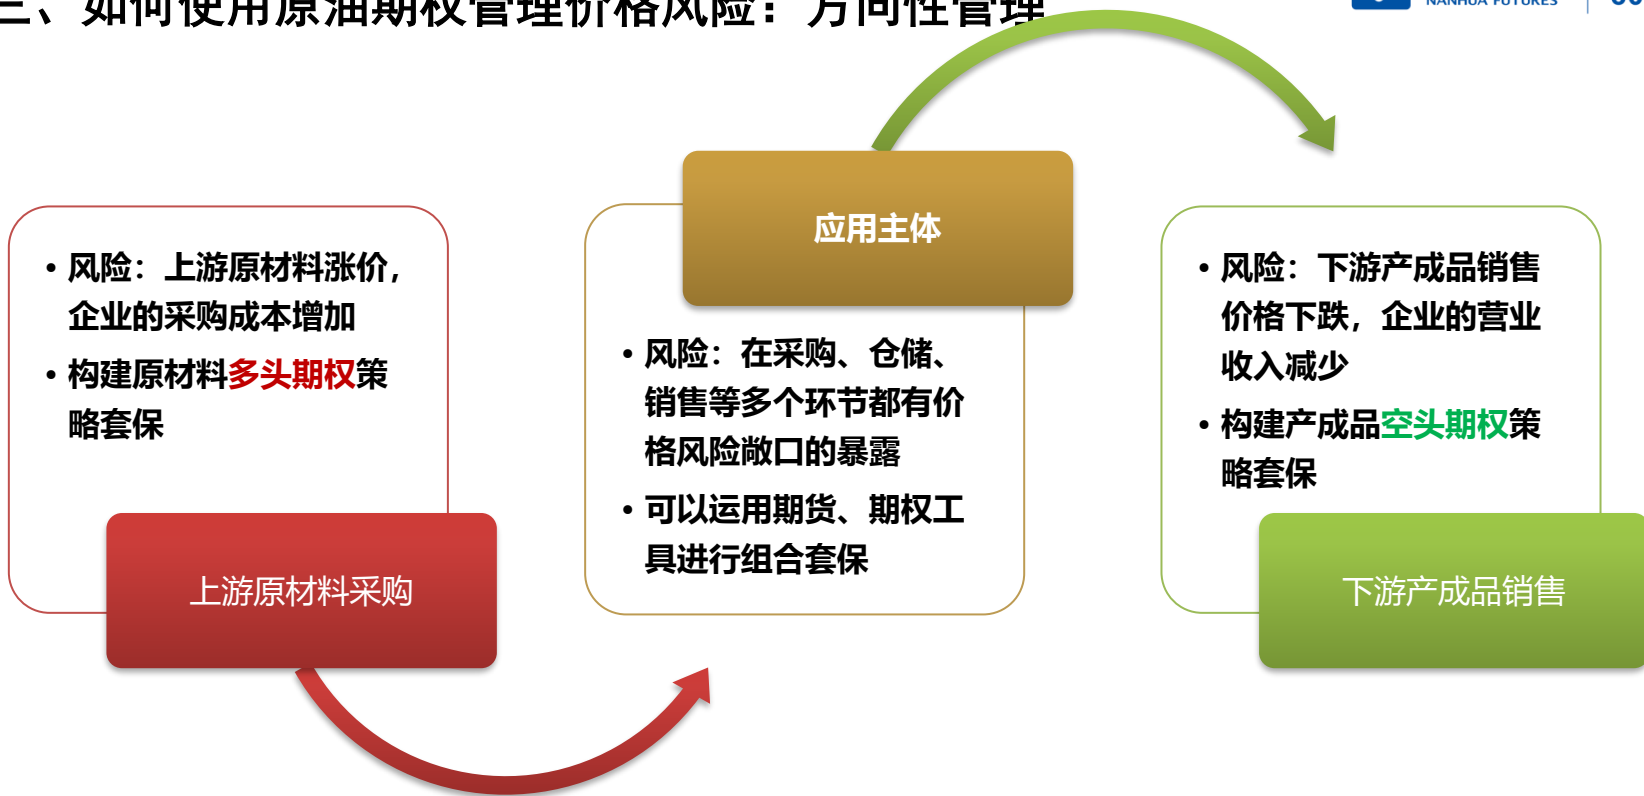 三、如何使用原油期权管理价格风险：方向性管理
NANHUA FUTURES
• 风险：上游原材料涨价，
企业的采购成本增加
• 构建原材料多头期权策
略套保
上游原材料采购
应用主体
• 风险：在采购、仓储、
销售等多个环节都有价
格风险敞口的暴露
• 可以运用期货、期权工
具进行组合套保
• 风险：下游产成品销售
价格下跌，企业的营业
收入减少
• 构建产成品空头期权策
略套保
下游产成品销售